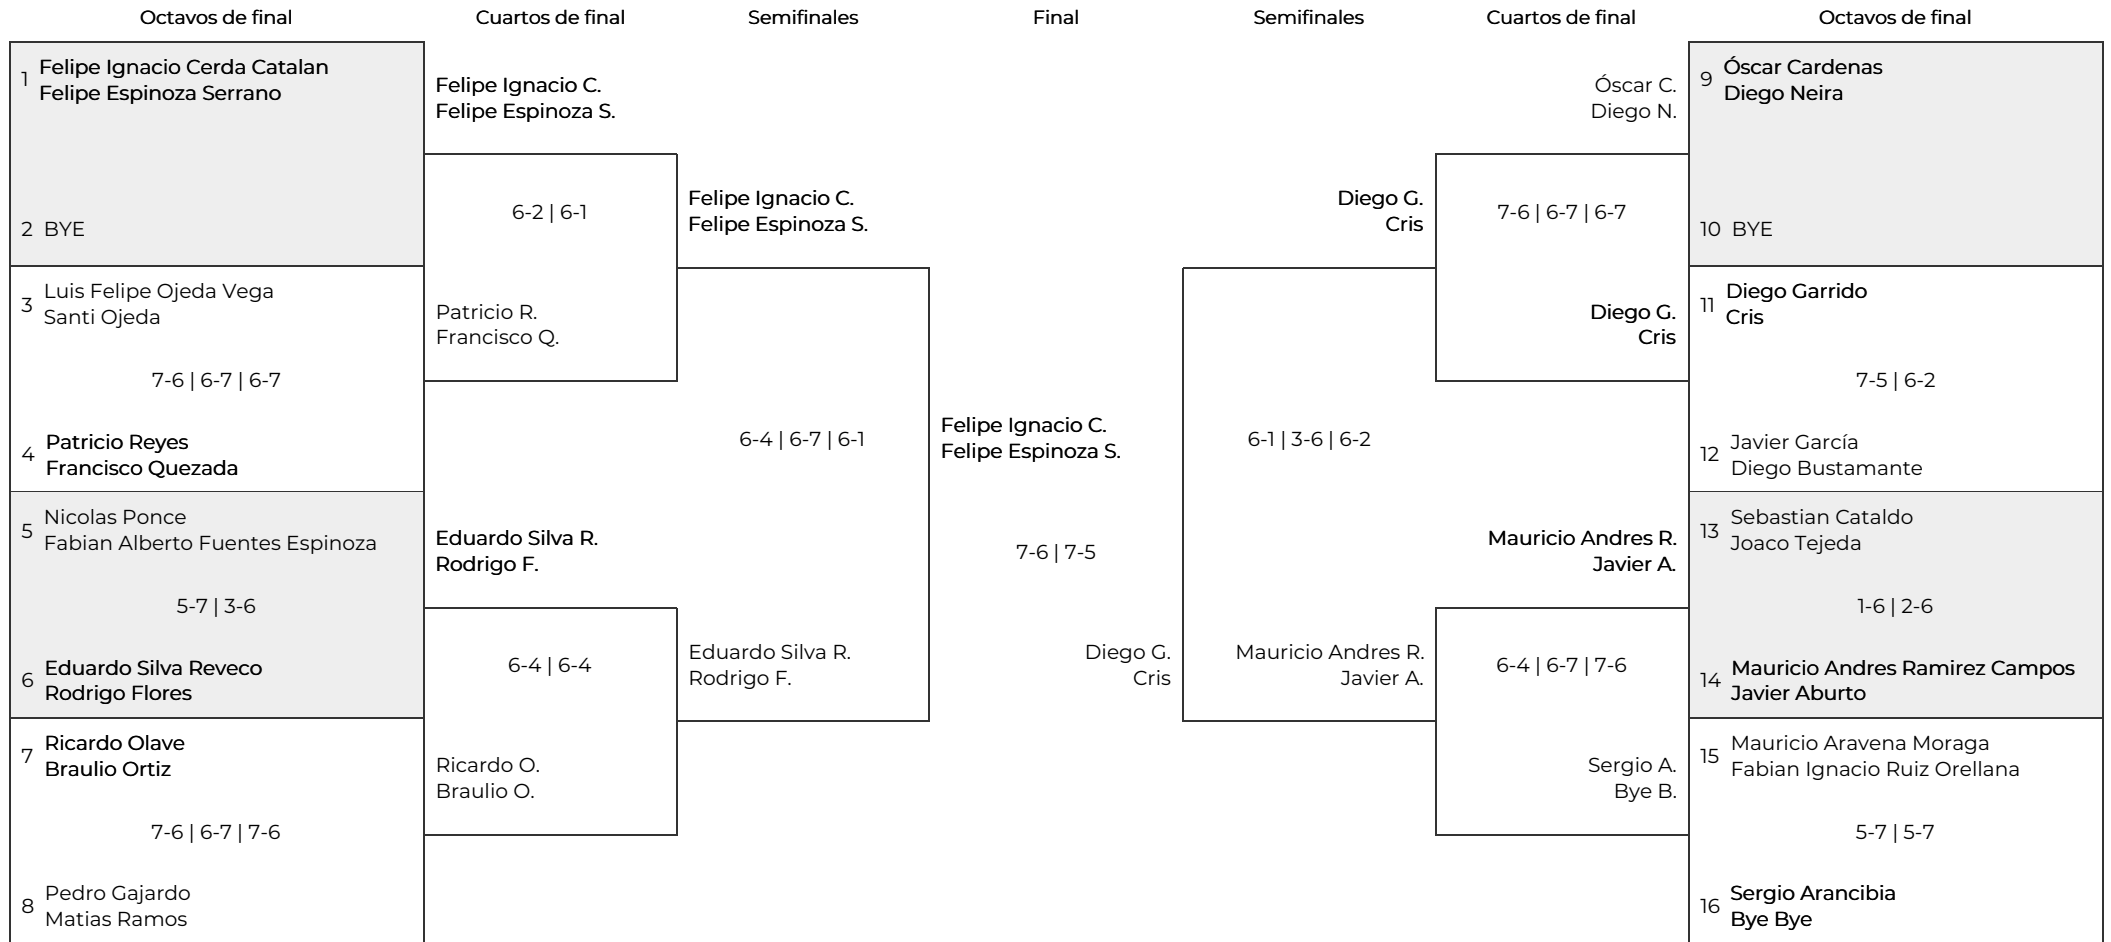 Octavos de final
Cuartos de final
Semifinales
Final
Semifinales
Cuartos de final
Octavos de final
1 Felipe Ignacio Cerda Catalan
Felipe Espinoza Serrano
2 BYE
3 Luis Felipe Ojeda Vega
Santi Ojeda
7-6 | 6-7 | 6-7
4 Patricio Reyes
Francisco Quezada
5 Nicolas Ponce
Fabian Alberto Fuentes Espinoza
5-7 | 3-6
6 Eduardo Silva Reveco
Rodrigo Flores
7 Ricardo Olave
Braulio Ortiz
7-6 | 6-7 | 7-6
8 Pedro Gajardo
Matias Ramos
Felipe Ignacio C.
Felipe Espinoza S.
6-2 | 6-1
Patricio R.
Francisco Q.
Eduardo Silva R.
Rodrigo F.
6-4 | 6-4
Ricardo O.
Braulio O.
Felipe Ignacio C.
Felipe Espinoza S.
6-4 | 6-7 | 6-1
Eduardo Silva R.
Rodrigo F.
Felipe Ignacio C.
Felipe Espinoza S.
7-6 | 7-5
Diego G.
Cris
Diego G.
Cris
6-1 | 3-6 | 6-2
Mauricio Andres R.
Javier A.
Óscar C.
Diego N.
7-6 | 6-7 | 6-7
Diego G.
Cris
Mauricio Andres R.
Javier A.
6-4 | 6-7 | 7-6
Sergio A.
Bye B.
9 Óscar Cardenas
Diego Neira
10 BYE
11 Diego Garrido
Cris
7-5 | 6-2
12 Javier García
Diego Bustamante
13 Sebastian Cataldo
Joaco Tejeda
1-6 | 2-6
14 Mauricio Andres Ramirez Campos
Javier Aburto
15 Mauricio Aravena Moraga
Fabian Ignacio Ruiz Orellana
5-7 | 5-7
16 Sergio Arancibia
Bye Bye